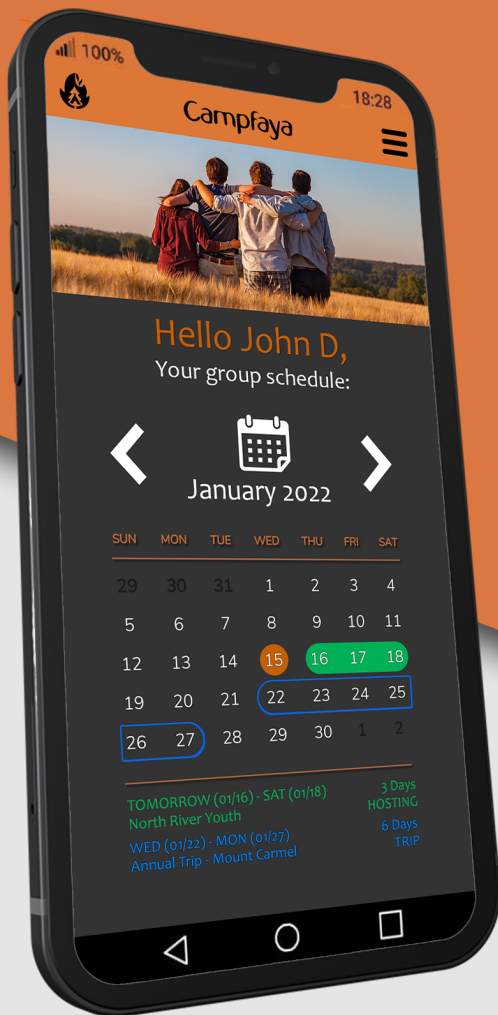 100%
18:28
Campfaya
Hello John D,
Your group schedule:
January 2022
SUN MON TUE WED THU FRI SAT
29 30 31 1 2 3 4
5 6 7 8 9 10 11
12 13 14 15 16 17 18
19 20 21 22 23 24 25
26 27 28 29 30 1 2
TOMORROW (01/16) - SAT (01/18) 3 Days
North River Youth HOSTING
WED (01/22) - MON (01/27) 6 Days
Annual Trip - Mount Carmel TRIP